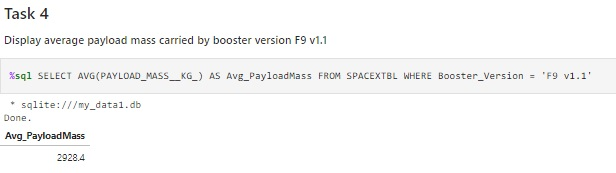 Task 4
Display average payload mass carried by booster version F9 v1.1
%sql SELECT AVG(PAYLOAD_MASS__KG_) AS Avg_PayloadMass FROM SPACEXTBL WHERE Booster_Version = 'F9 v1.1'
* sqlite:///my_data1.db
Done.
Avg_PayloadMass
2928.4